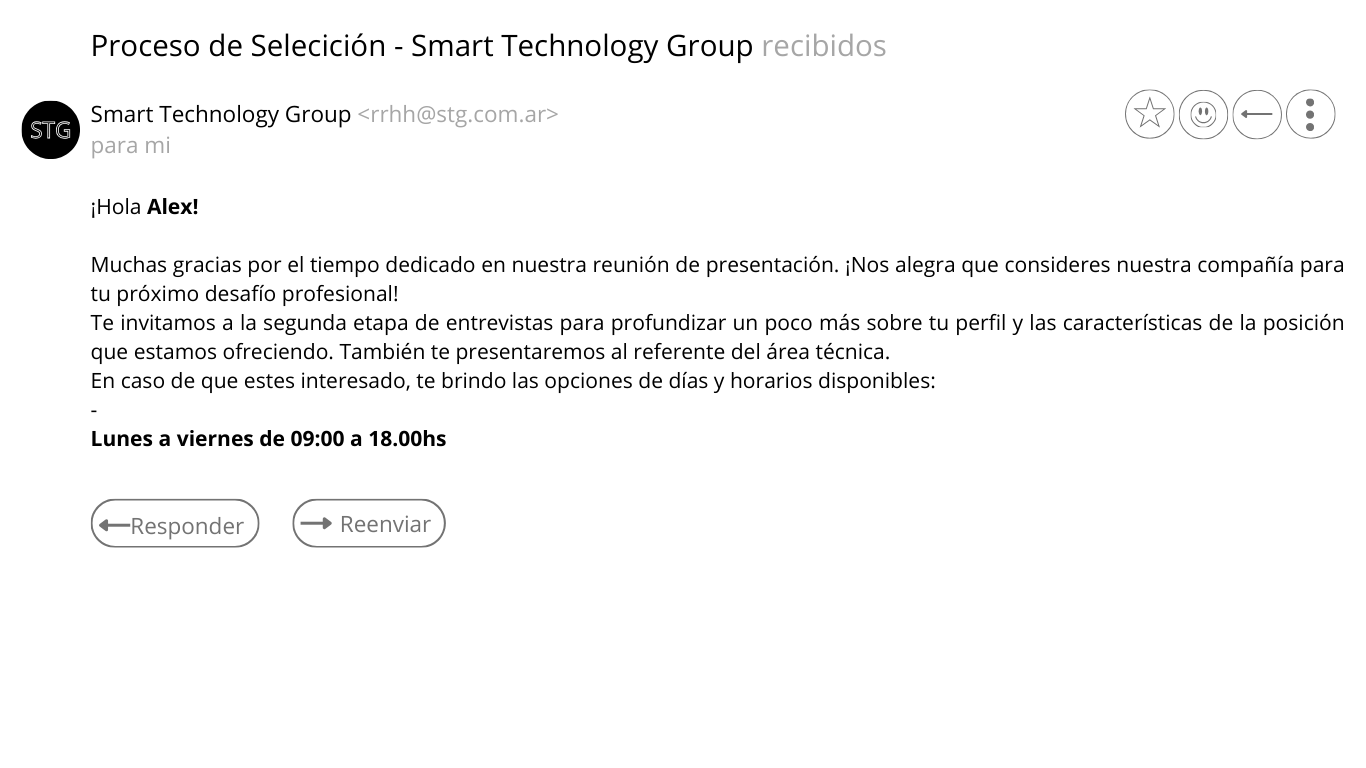 Proceso de Selecición - Smart Technology Group recibidos
STG
Smart Technology Group <rrhh@stg.com.ar>
para mi
¡Hola Alex!
Muchas gracias por el tiempo dedicado en nuestra reunión de presentación. ¡Nos alegra que consideres nuestra compañía para
tu próximo desafío profesional!
Te invitamos a la segunda etapa de entrevistas para profundizar un poco más sobre tu perfil y las características de la posición
que estamos ofreciendo. También te presentaremos al referente del área técnica.
En caso de que estes interesado, te brindo las opciones de días y horarios disponibles:
-
Lunes a viernes de 09:00 a 18.00hs
Responder
Reenviar